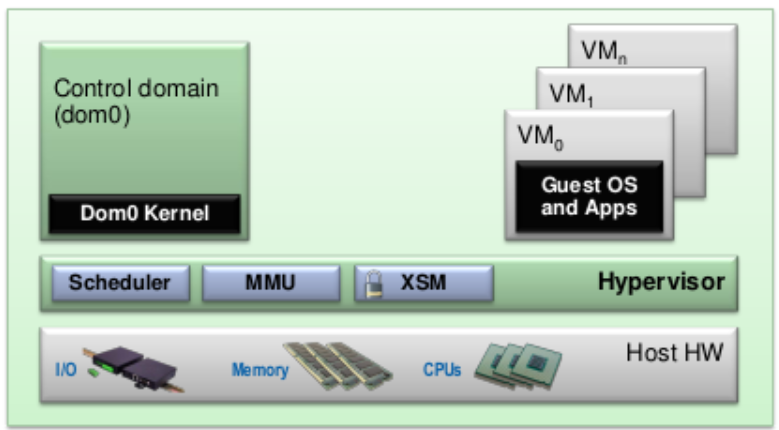 Control domain
(dom0)
Dom0 Kernel
VMₙ
VM₁
VM₀
Guest OS
and Apps
Scheduler
MMU
XSM
Hypervisor
I/O
Memory
CPUs
Host HW